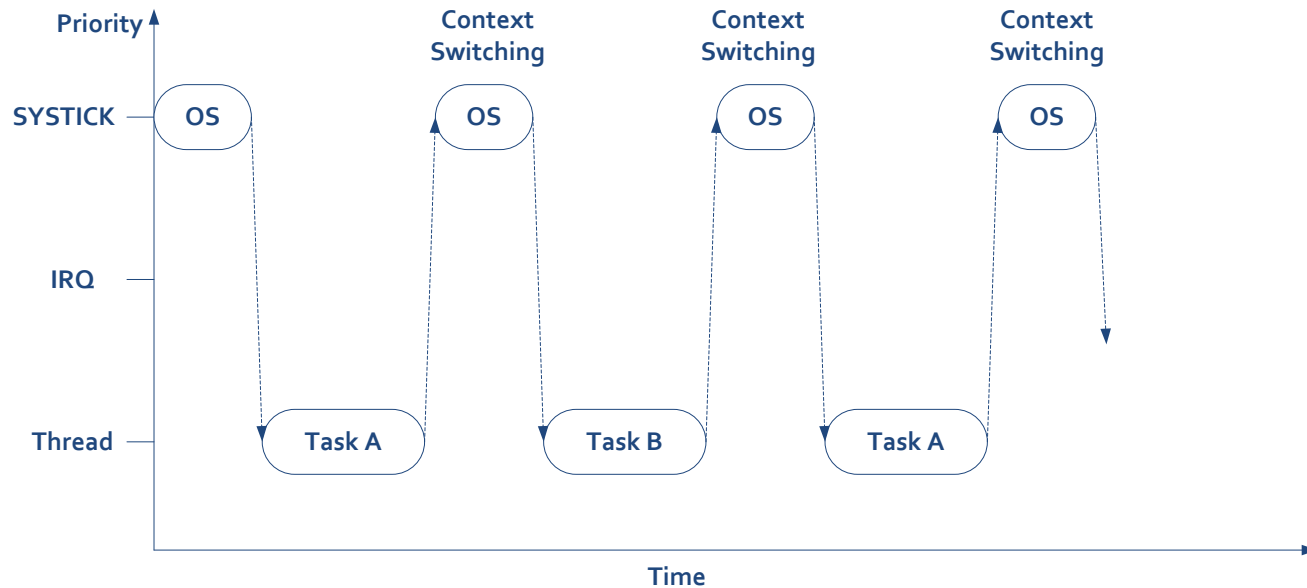 Priority
Context
Switching
Context
Switching
Context
Switching
SYSTICK
OS
OS
OS
OS
IRQ
Thread
Task A
Task B
Task A
Time